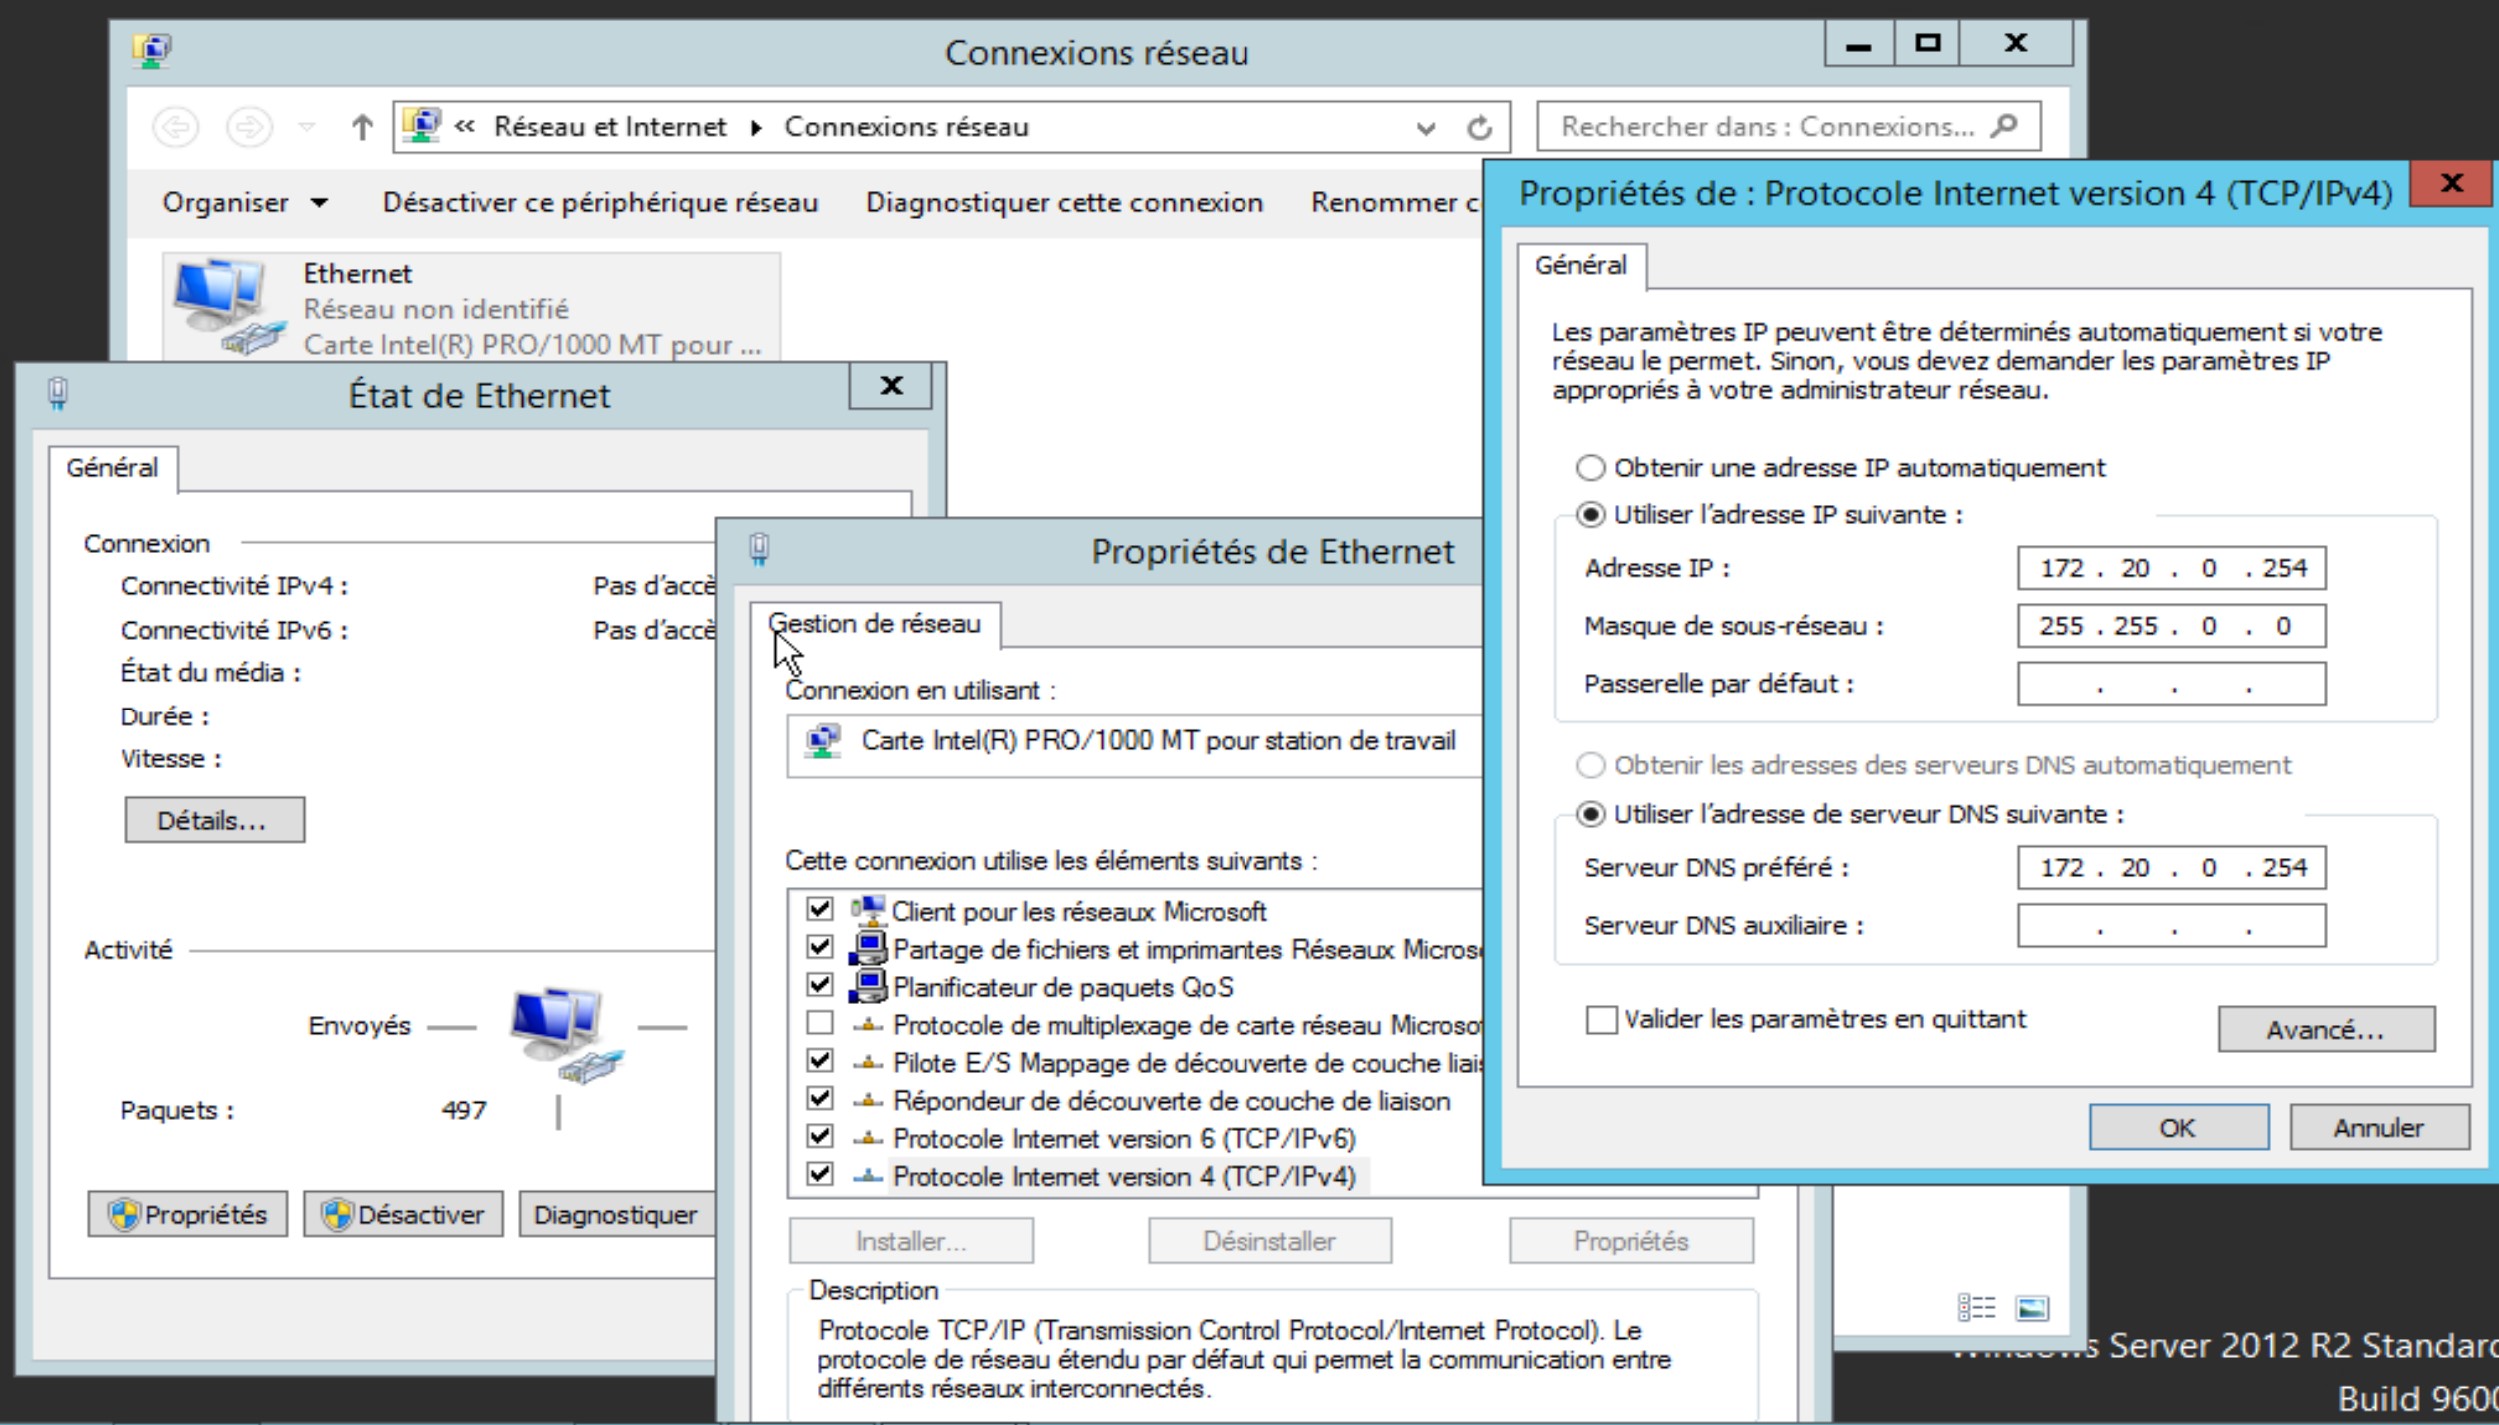 Connexions réseau
« Réseau et Internet Connexions réseau
Rechercher dans : Connexions...
Organiser Désactiver ce périphérique réseau Diagnostiquer cette connexion Renommer c
Ethernet
Réseau non identifié
Carte Intel(R) PRO/1000 MT pour ...
État de Ethernet
Général
Connexion
Connectivité IPv4 : Pas d'accè
Connectivité IPv6 : Pas d'accè
État du média :
Durée :
Vitesse :
Détails...
Activité
Envoyés
Paquets : 497
Propriétés Désactiver Diagnostiquer
Propriétés de Ethernet
Gestion de réseau
Connexion en utilisant :
Carte Intel(R) PRO/1000 MT pour station de travail
Cette connexion utilise les éléments suivants :
Client pour les réseaux Microsoft
Partage de fichiers et imprimantes Réseaux Micros
Planificateur de paquets QoS
Protocole de multiplexage de carte réseau Microso
Pilote E/S Mappage de découverte de couche liais
Répondeur de découverte de couche de liaison
Protocole Internet version 6 (TCP/IPv6)
Protocole Internet version 4 (TCP/IPv4)
Installer... Désinstaller Propriétés
Description
Protocole TCP/IP (Transmission Control Protocol/Internet Protocol). Le
protocole de réseau étendu par défaut qui permet la communication entre
différents réseaux interconnectés.
Propriétés de : Protocole Internet version 4 (TCP/IPv4)
Général
Les paramètres IP peuvent être déterminés automatiquement si votre
réseau le permet. Sinon, vous devez demander les paramètres IP
appropriés à votre administrateur réseau.
Obtenir une adresse IP automatiquement
Utiliser l'adresse IP suivante :
Adresse IP : 172 . 20 . 0 . 254
Masque de sous-réseau : 255 . 255 . 0 . 0
Passerelle par défaut : . . .
Obtenir les adresses des serveurs DNS automatiquement
Utiliser l'adresse de serveur DNS suivante :
Serveur DNS préféré : 172 . 20 . 0 . 254
Serveur DNS auxiliaire : . . .
Valider les paramètres en quittant
Avancé...
OK Annuler
s Server 2012 R2 Standard
Build 9600